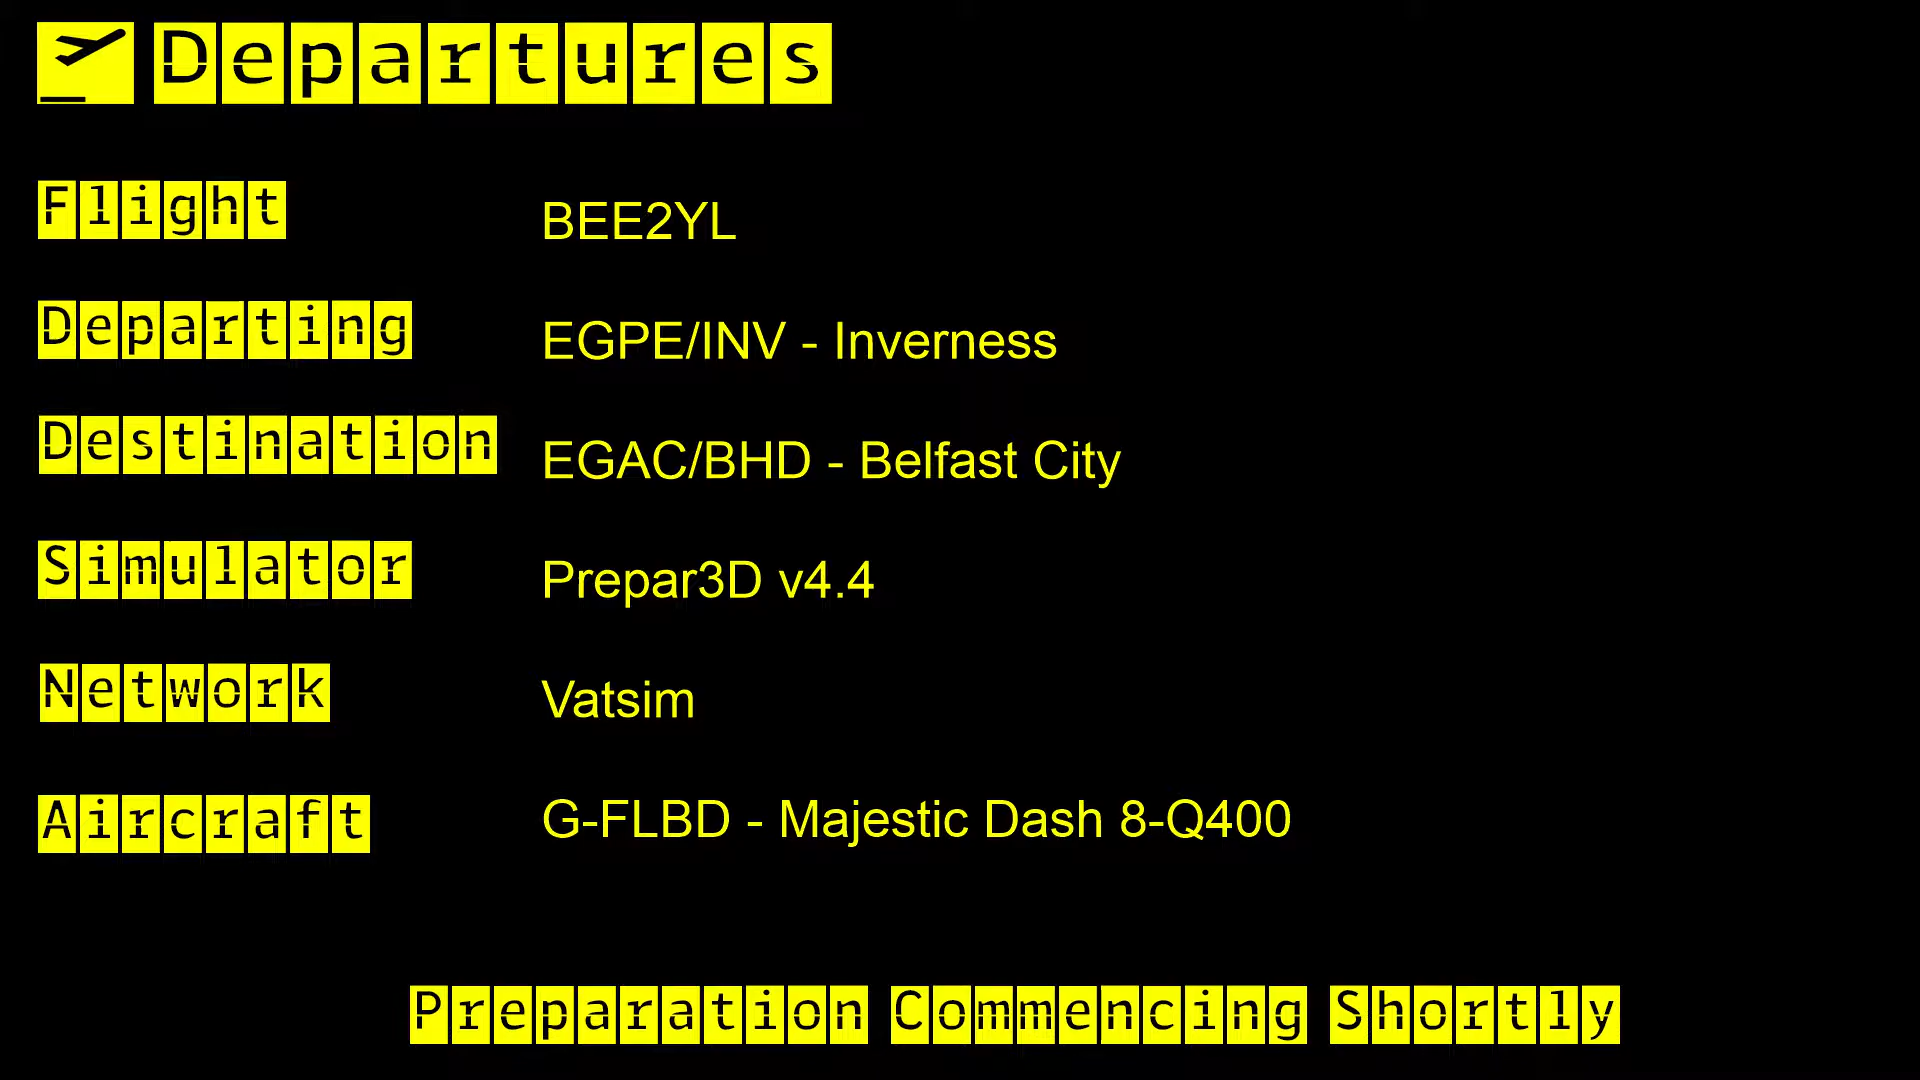 Departures
Flight BEE2YL
Departing EGPE/INV - Inverness
Destination EGAC/BHD - Belfast City
Simulator Prepar3D v4.4
Network Vatsim
Aircraft G-FLBD - Majestic Dash 8-Q400
Preparation Commencing Shortly